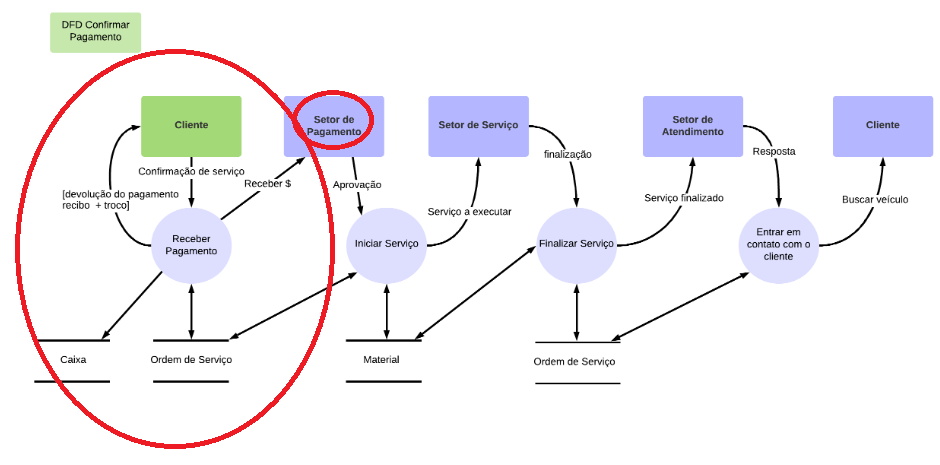 DFD Confirmar
Pagamento
Cliente
Setor de
Pagamento
Setor de Serviço
Setor de
Atendimento
Cliente
Confirmação de serviço
Receber $
Aprovação
finalização
Resposta
[devolução do pagamento
recibo + troco]
Serviço a executar
Serviço finalizado
Buscar veículo
Receber
Pagamento
Iniciar Serviço
Finalizar Serviço
Entrar em
contato com o
cliente
Caixa
Ordem de Serviço
Material
Ordem de Serviço